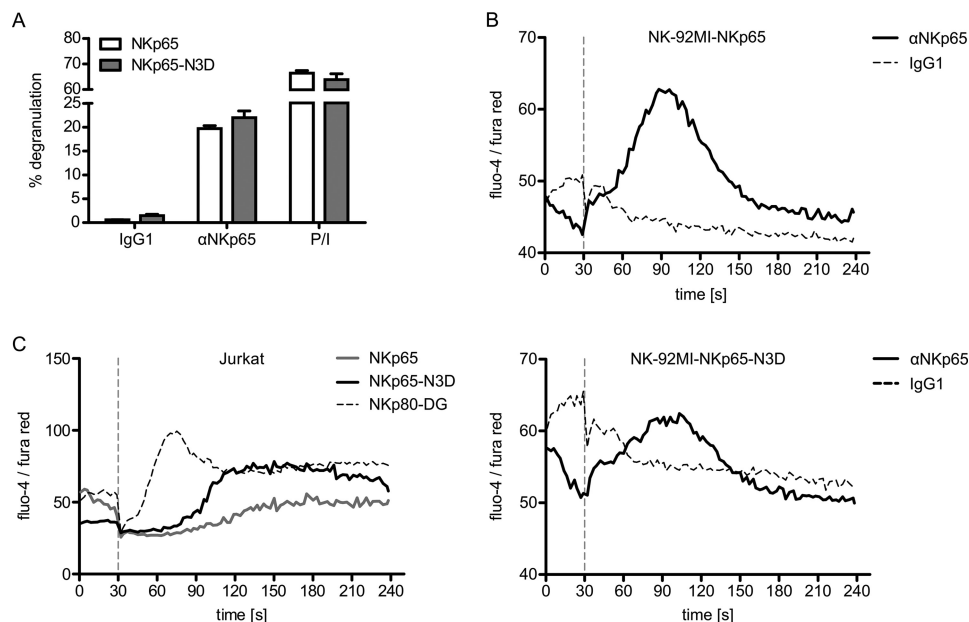 A
80
70
60
25
20
15
10
5
0
% degranulation
NKp65
NKp65-N3D
IgG1
αNKp65
P/I
B
NK-92MI-NKp65
αNKp65
IgG1
70
60
50
40
fluo-4 / fura red
0 30 60 90 120 150 180 210 240
time [s]
C
Jurkat
NKp65
NKp65-N3D
NKp80-DG
150
100
50
0
fluo-4 / fura red
0 30 60 90 120 150 180 210 240
time [s]
NK-92MI-NKp65-N3D
αNKp65
IgG1
70
60
50
40
fluo-4 / fura red
0 30 60 90 120 150 180 210 240
time [s]